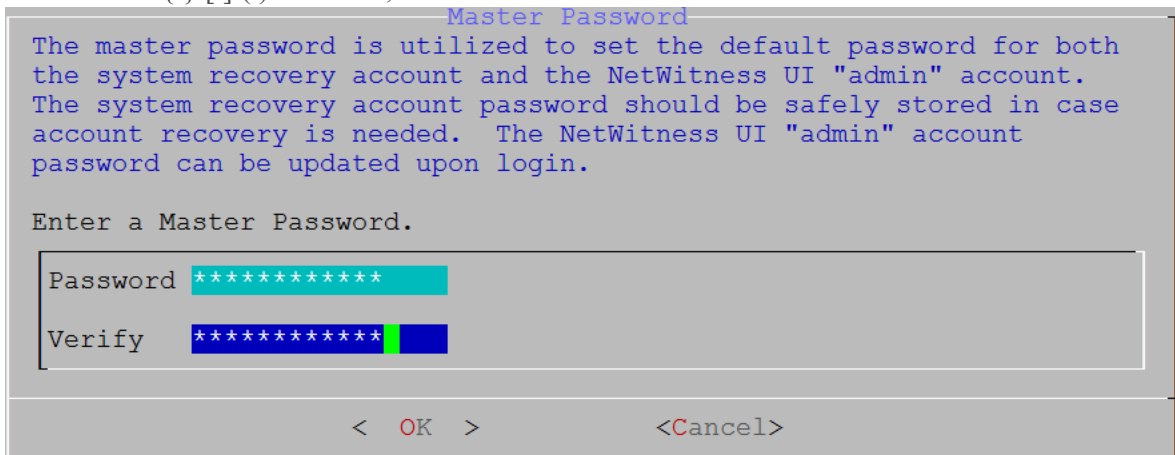 Master Password
The master password is utilized to set the default password for both
the system recovery account and the NetWitness UI "admin" account.
The system recovery account password should be safely stored in case
account recovery is needed.  The NetWitness UI "admin" account
password can be updated upon login.
Enter a Master Password.
Password ************
Verify ************
< OK > <Cancel>